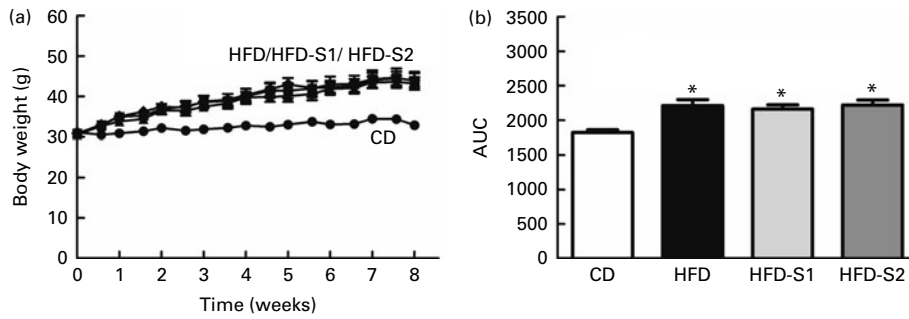 (a)
60
50
40
30
20
10
0
Body weight (g)
HFD/HFD-S1/ HFD-S2
CD
0 1 2 3 4 5 6 7 8
Time (weeks)
(b)
3500
3000
2500
2000
1500
1000
500
0
AUC
* * *
CD HFD HFD-S1 HFD-S2